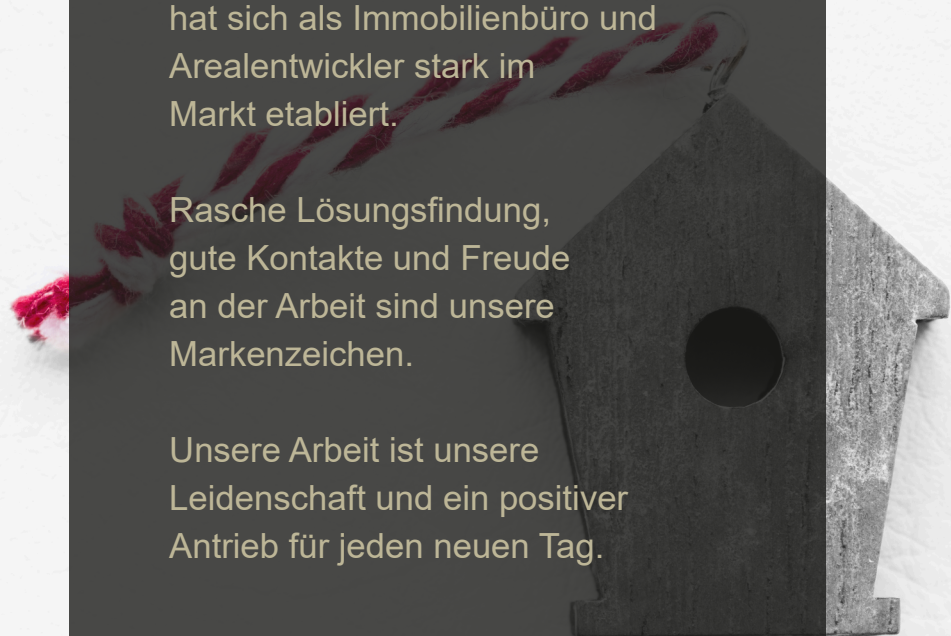 hat sich als Immobilienbüro und
Arealentwickler stark im
Markt etabliert.
Rasche Lösungsfindung,
gute Kontakte und Freude
an der Arbeit sind unsere
Markenzeichen.
Unsere Arbeit ist unsere
Leidenschaft und ein positiver
Antrieb für jeden neuen Tag.